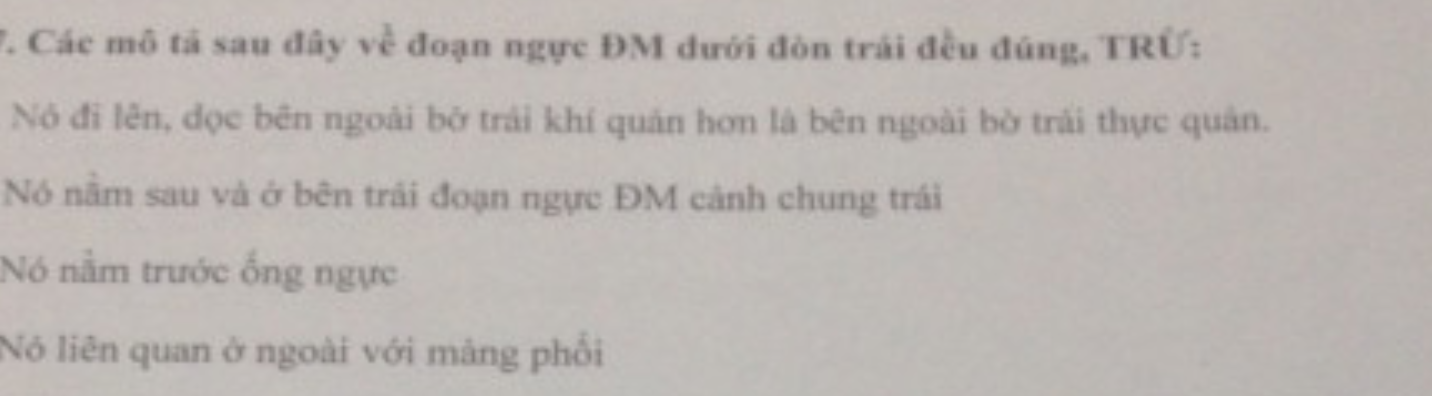 7. Các mô tả sau đây về đoạn ngực ĐM dưới đòn trái đều đúng, TRỪ:
Nó đi lên, dọc bên ngoài bờ trái khí quản hơn là bên ngoài bờ trái thực quản.
Nó nằm sau và ở bên trái đoạn ngực ĐM cảnh chung trái
Nó nằm trước ống ngực
Nó liên quan ở ngoài với màng phổi